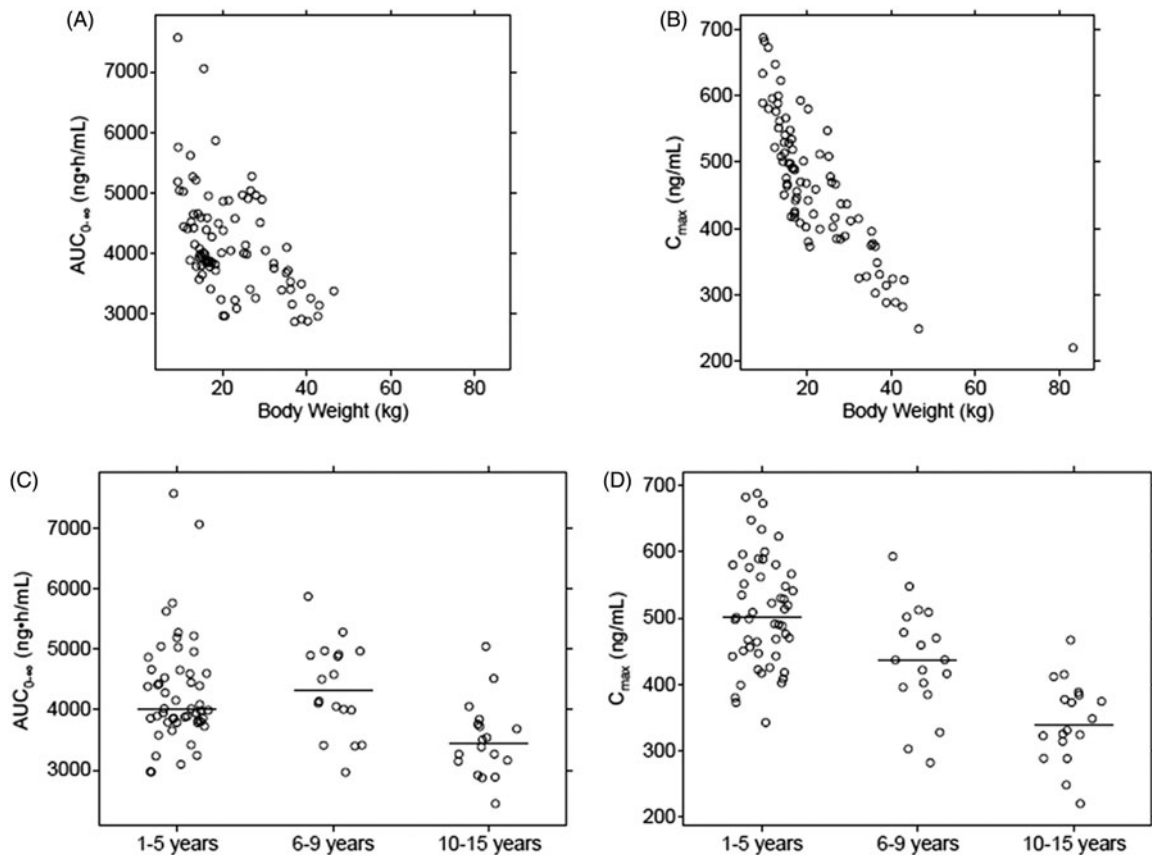 (A)
AUC0-∞ (ng•h/mL)
7000
6000
5000
4000
3000
20 40 60 80
Body Weight (kg)
(B)
Cmax (ng/mL)
700
600
500
400
300
200
20 40 60 80
Body Weight (kg)
(C)
AUC0-∞ (ng•h/mL)
7000
6000
5000
4000
3000
1-5 years 6-9 years 10-15 years
(D)
Cmax (ng/mL)
700
600
500
400
300
200
1-5 years 6-9 years 10-15 years